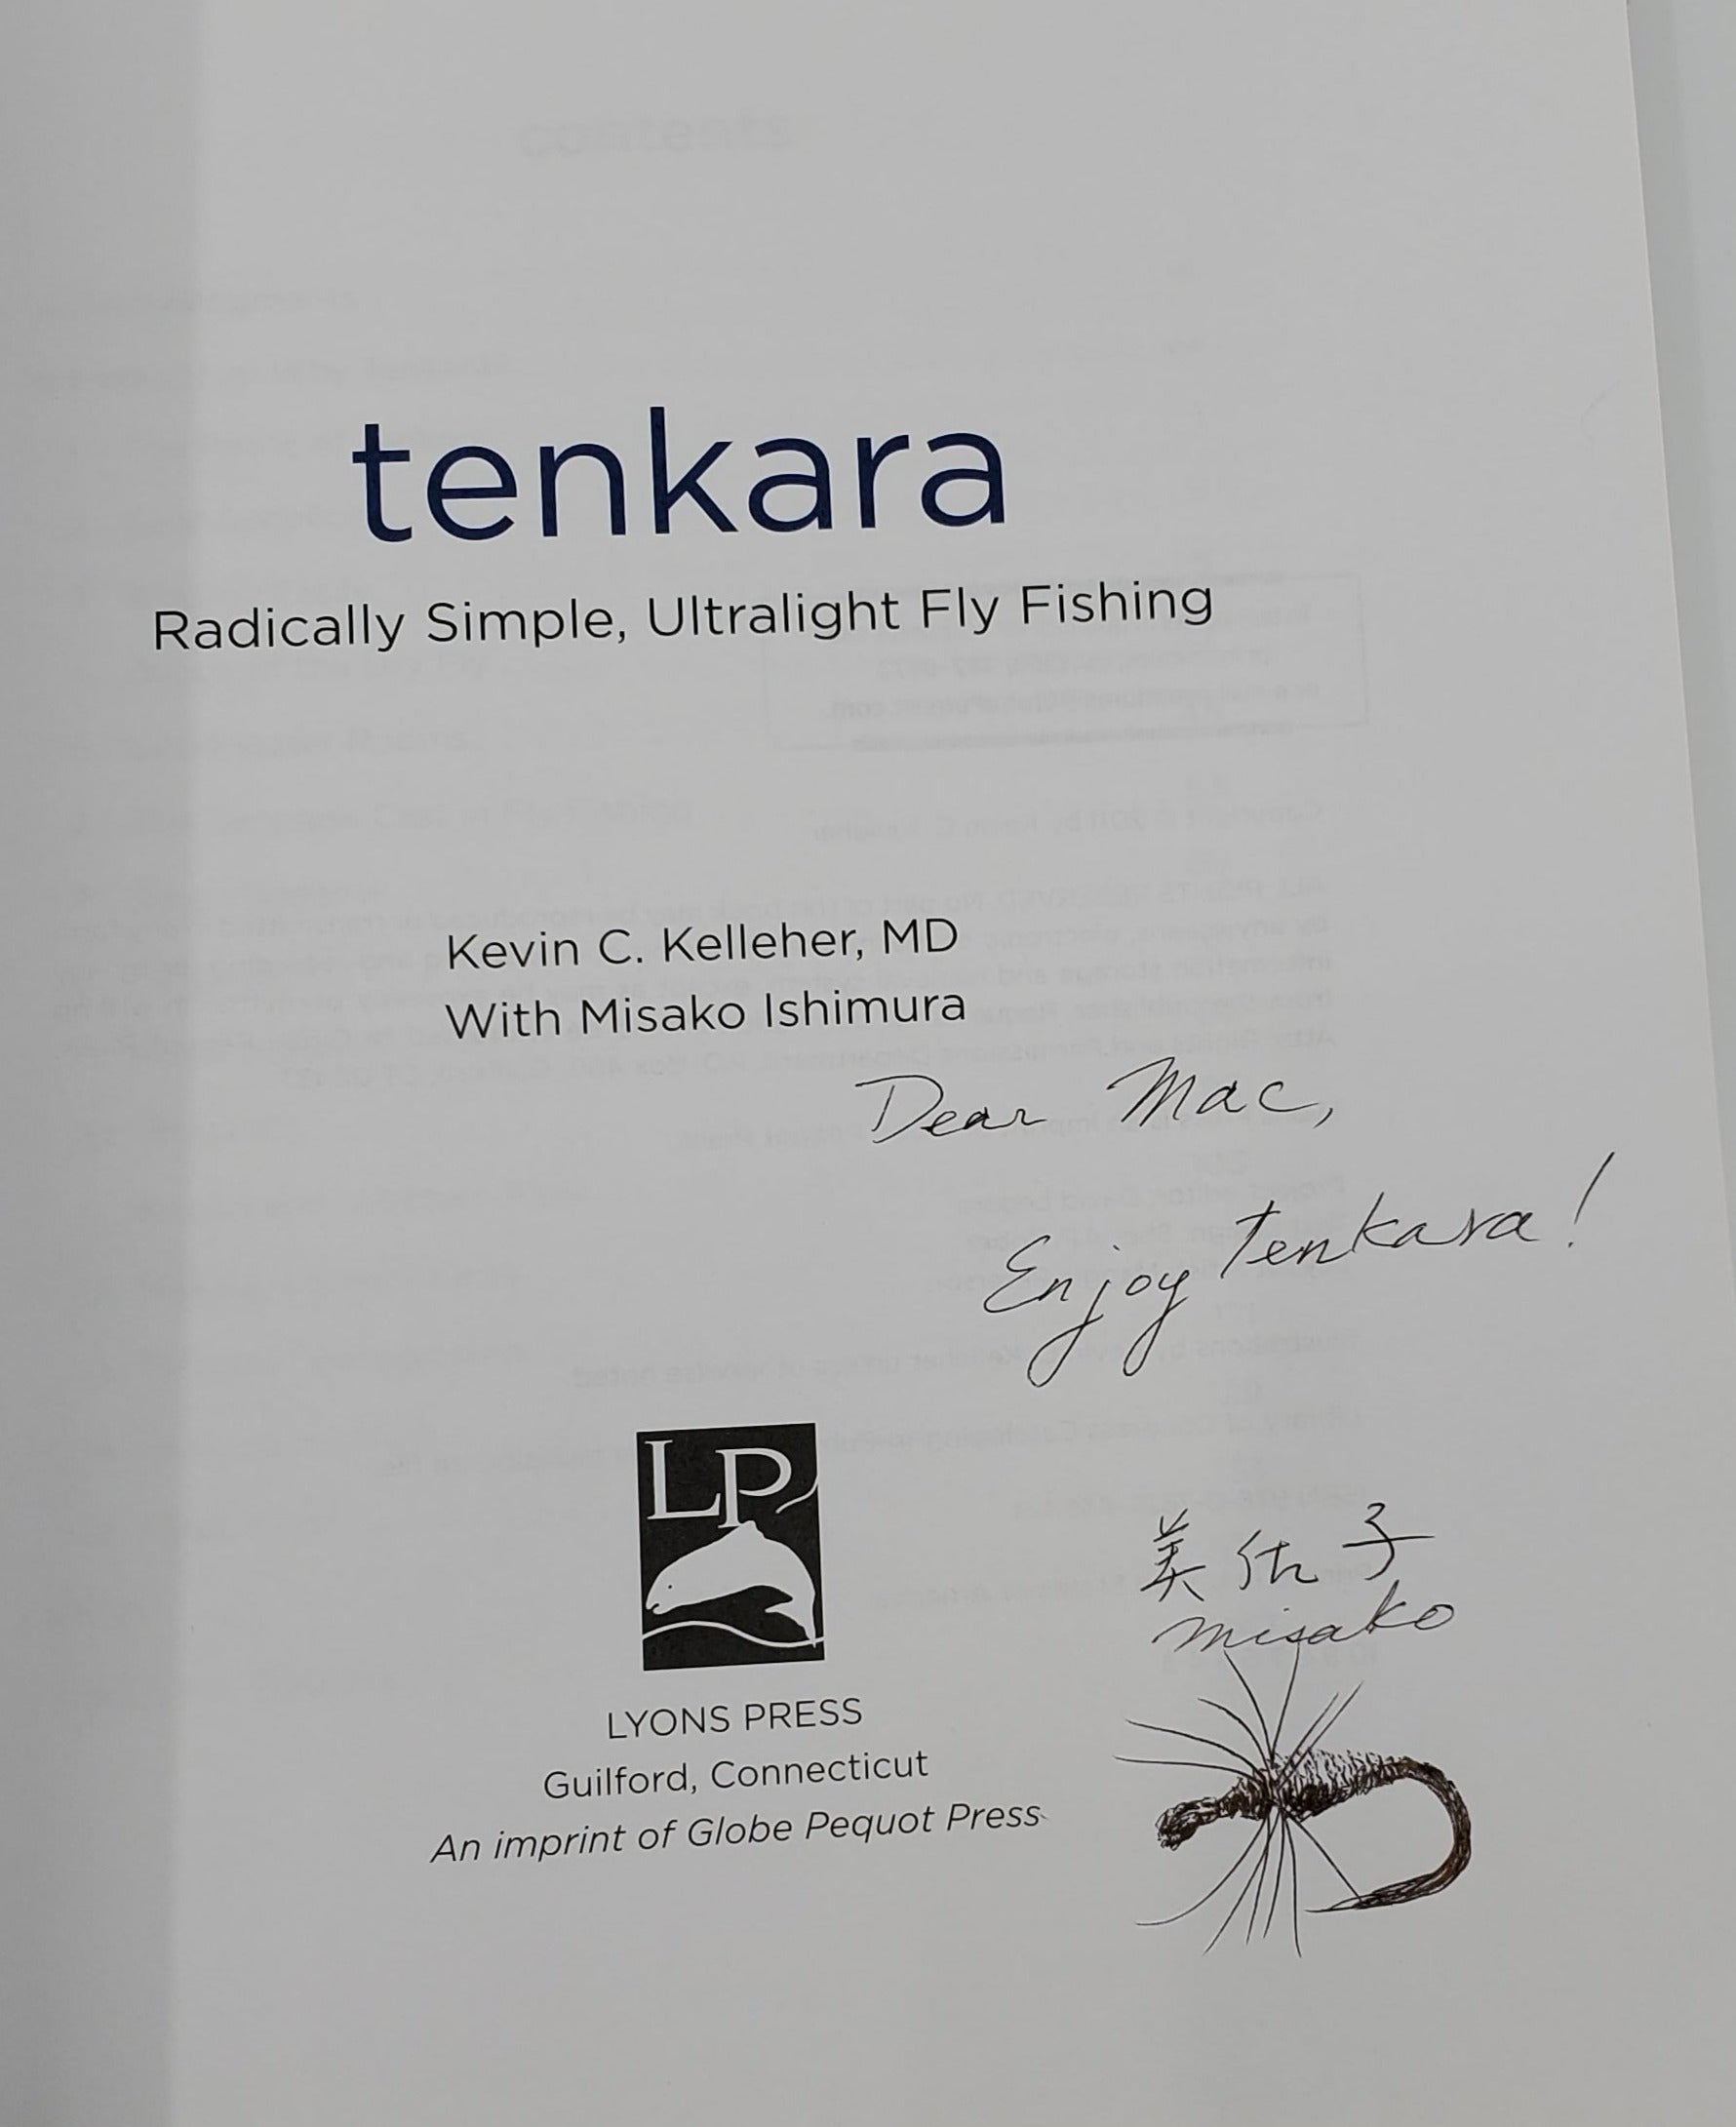 contents
tenkara
Radically Simple, Ultralight Fly Fishing
Kevin C. Kelleher, MD
With Misako Ishimura
Dear Mac,
Enjoy tenkara!
LP
美佐子
misako
LYONS PRESS
Guilford, Connecticut
An imprint of Globe Pequot Press